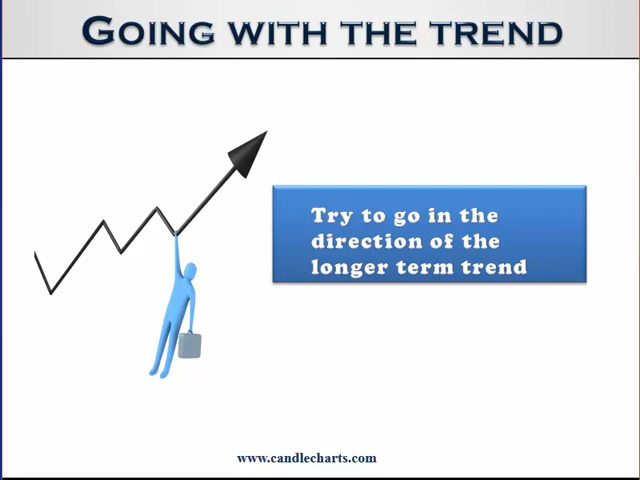 GOING WITH THE TREND
Try to go in the
direction of the
longer term trend
www.candlecharts.com